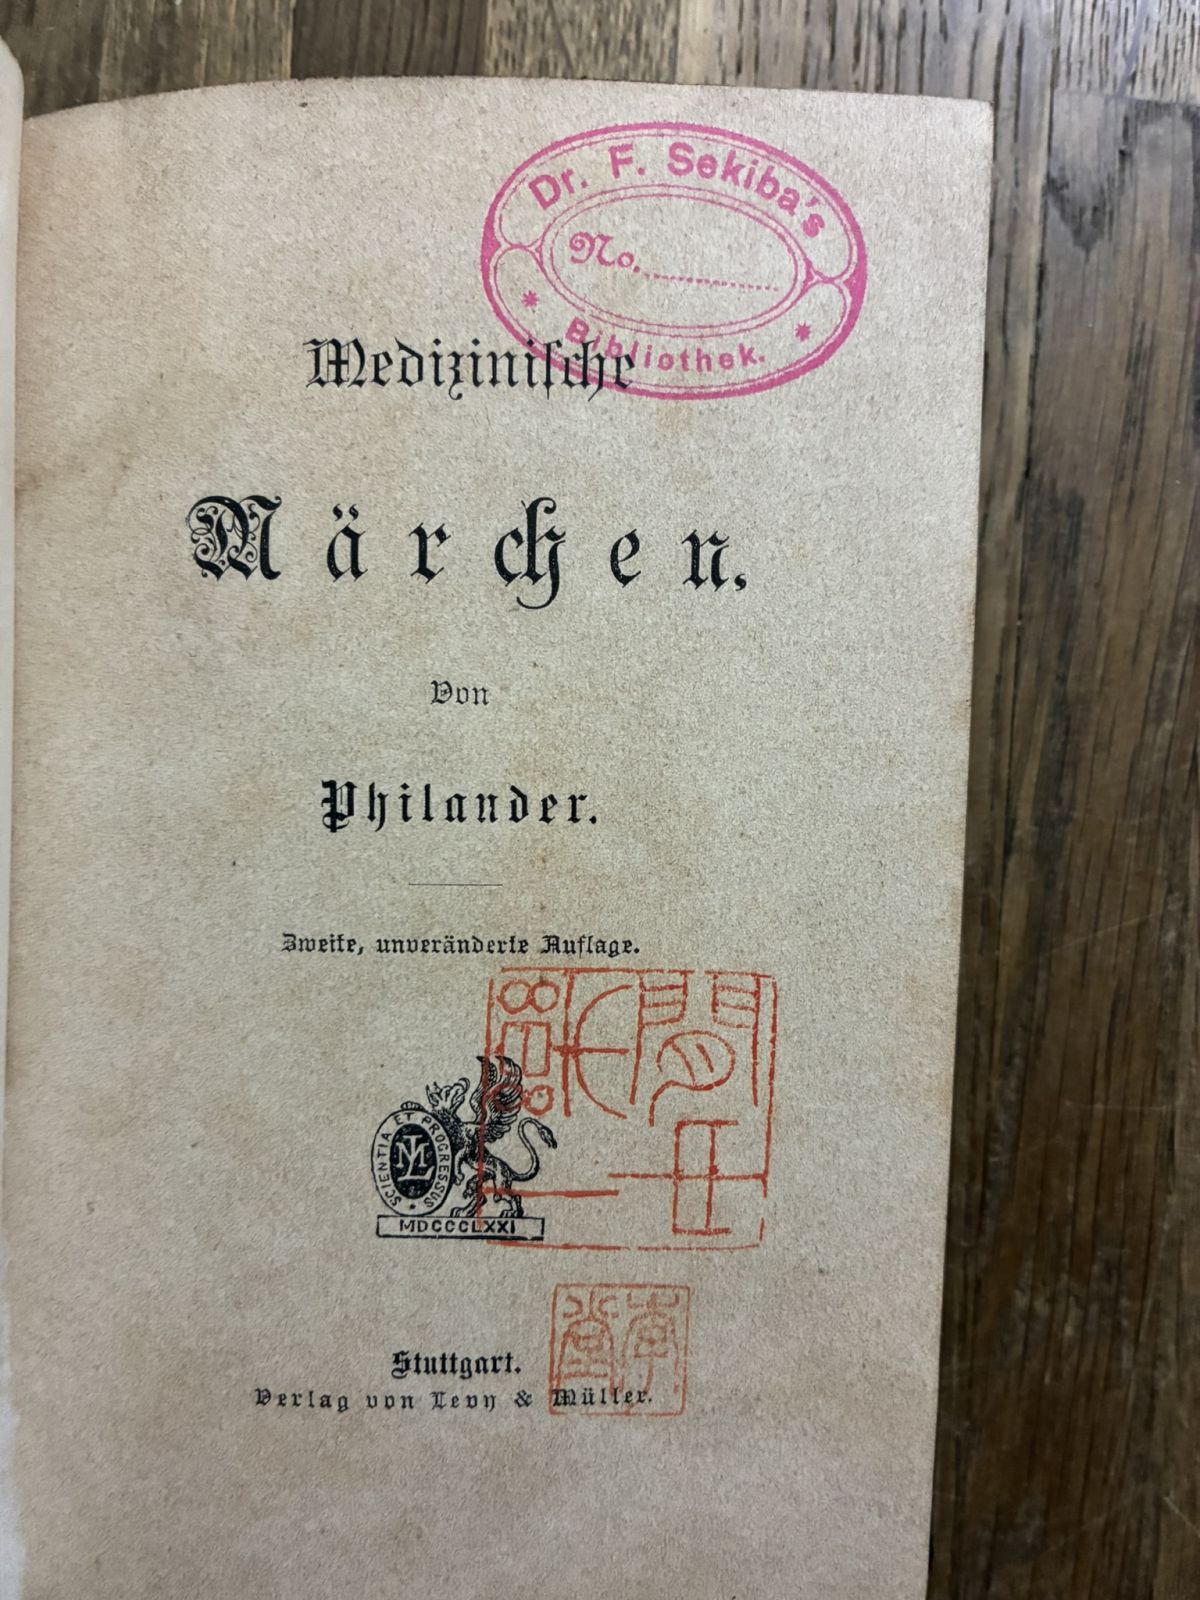 Dr. F. Sekiba's
No.
Bibliothek.
Mediziniſche
Märchen.
Von
Philander.
Zweite, unveränderte Auflage.
SCIENTIA ET PROGRESSUS
MDCCCLXXI
Stuttgart.
Verlag von Levy & Müller.